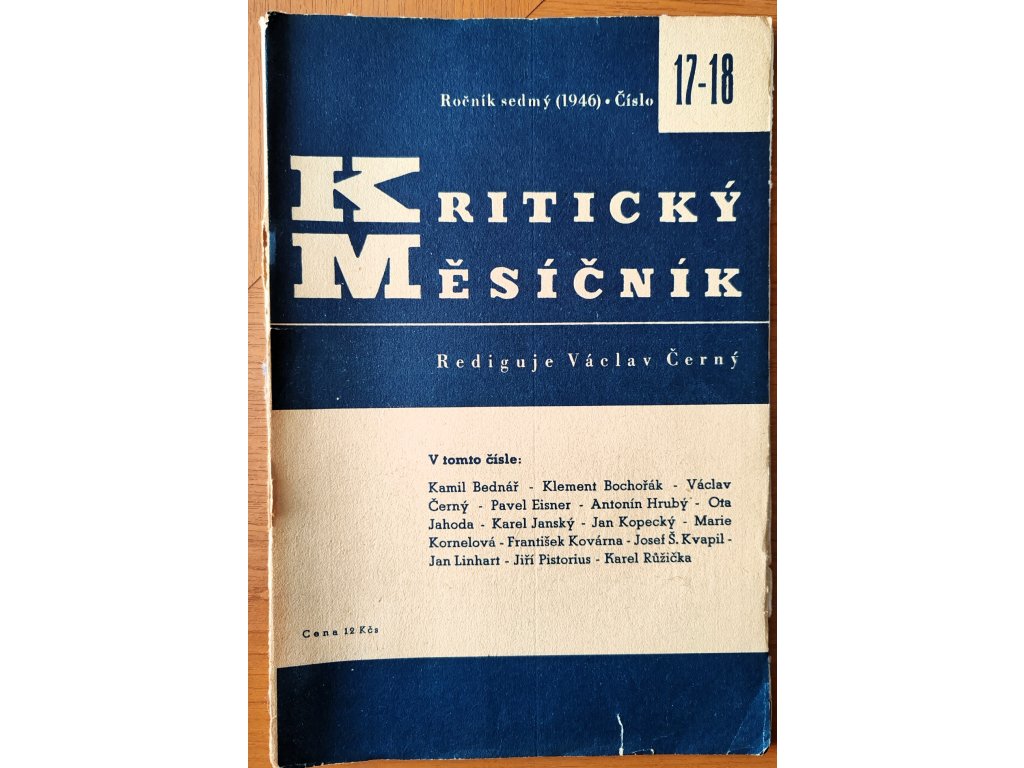 Ročník sedmý (1946) • Číslo 17-18
KRITICKÝ
MĚSÍČNÍK
Rediguje Václav Černý
V tomto čísle:
Kamil Bednář - Klement Bochořák - Václav
Černý - Pavel Eisner - Antonín Hrubý - Ota
Jahoda - Karel Janský - Jan Kopecký - Marie
Kornelová - František Kovárna - Josef Š. Kvapil -
Jan Linhart - Jiří Pistorius - Karel Růžička
Cena 12 Kčs